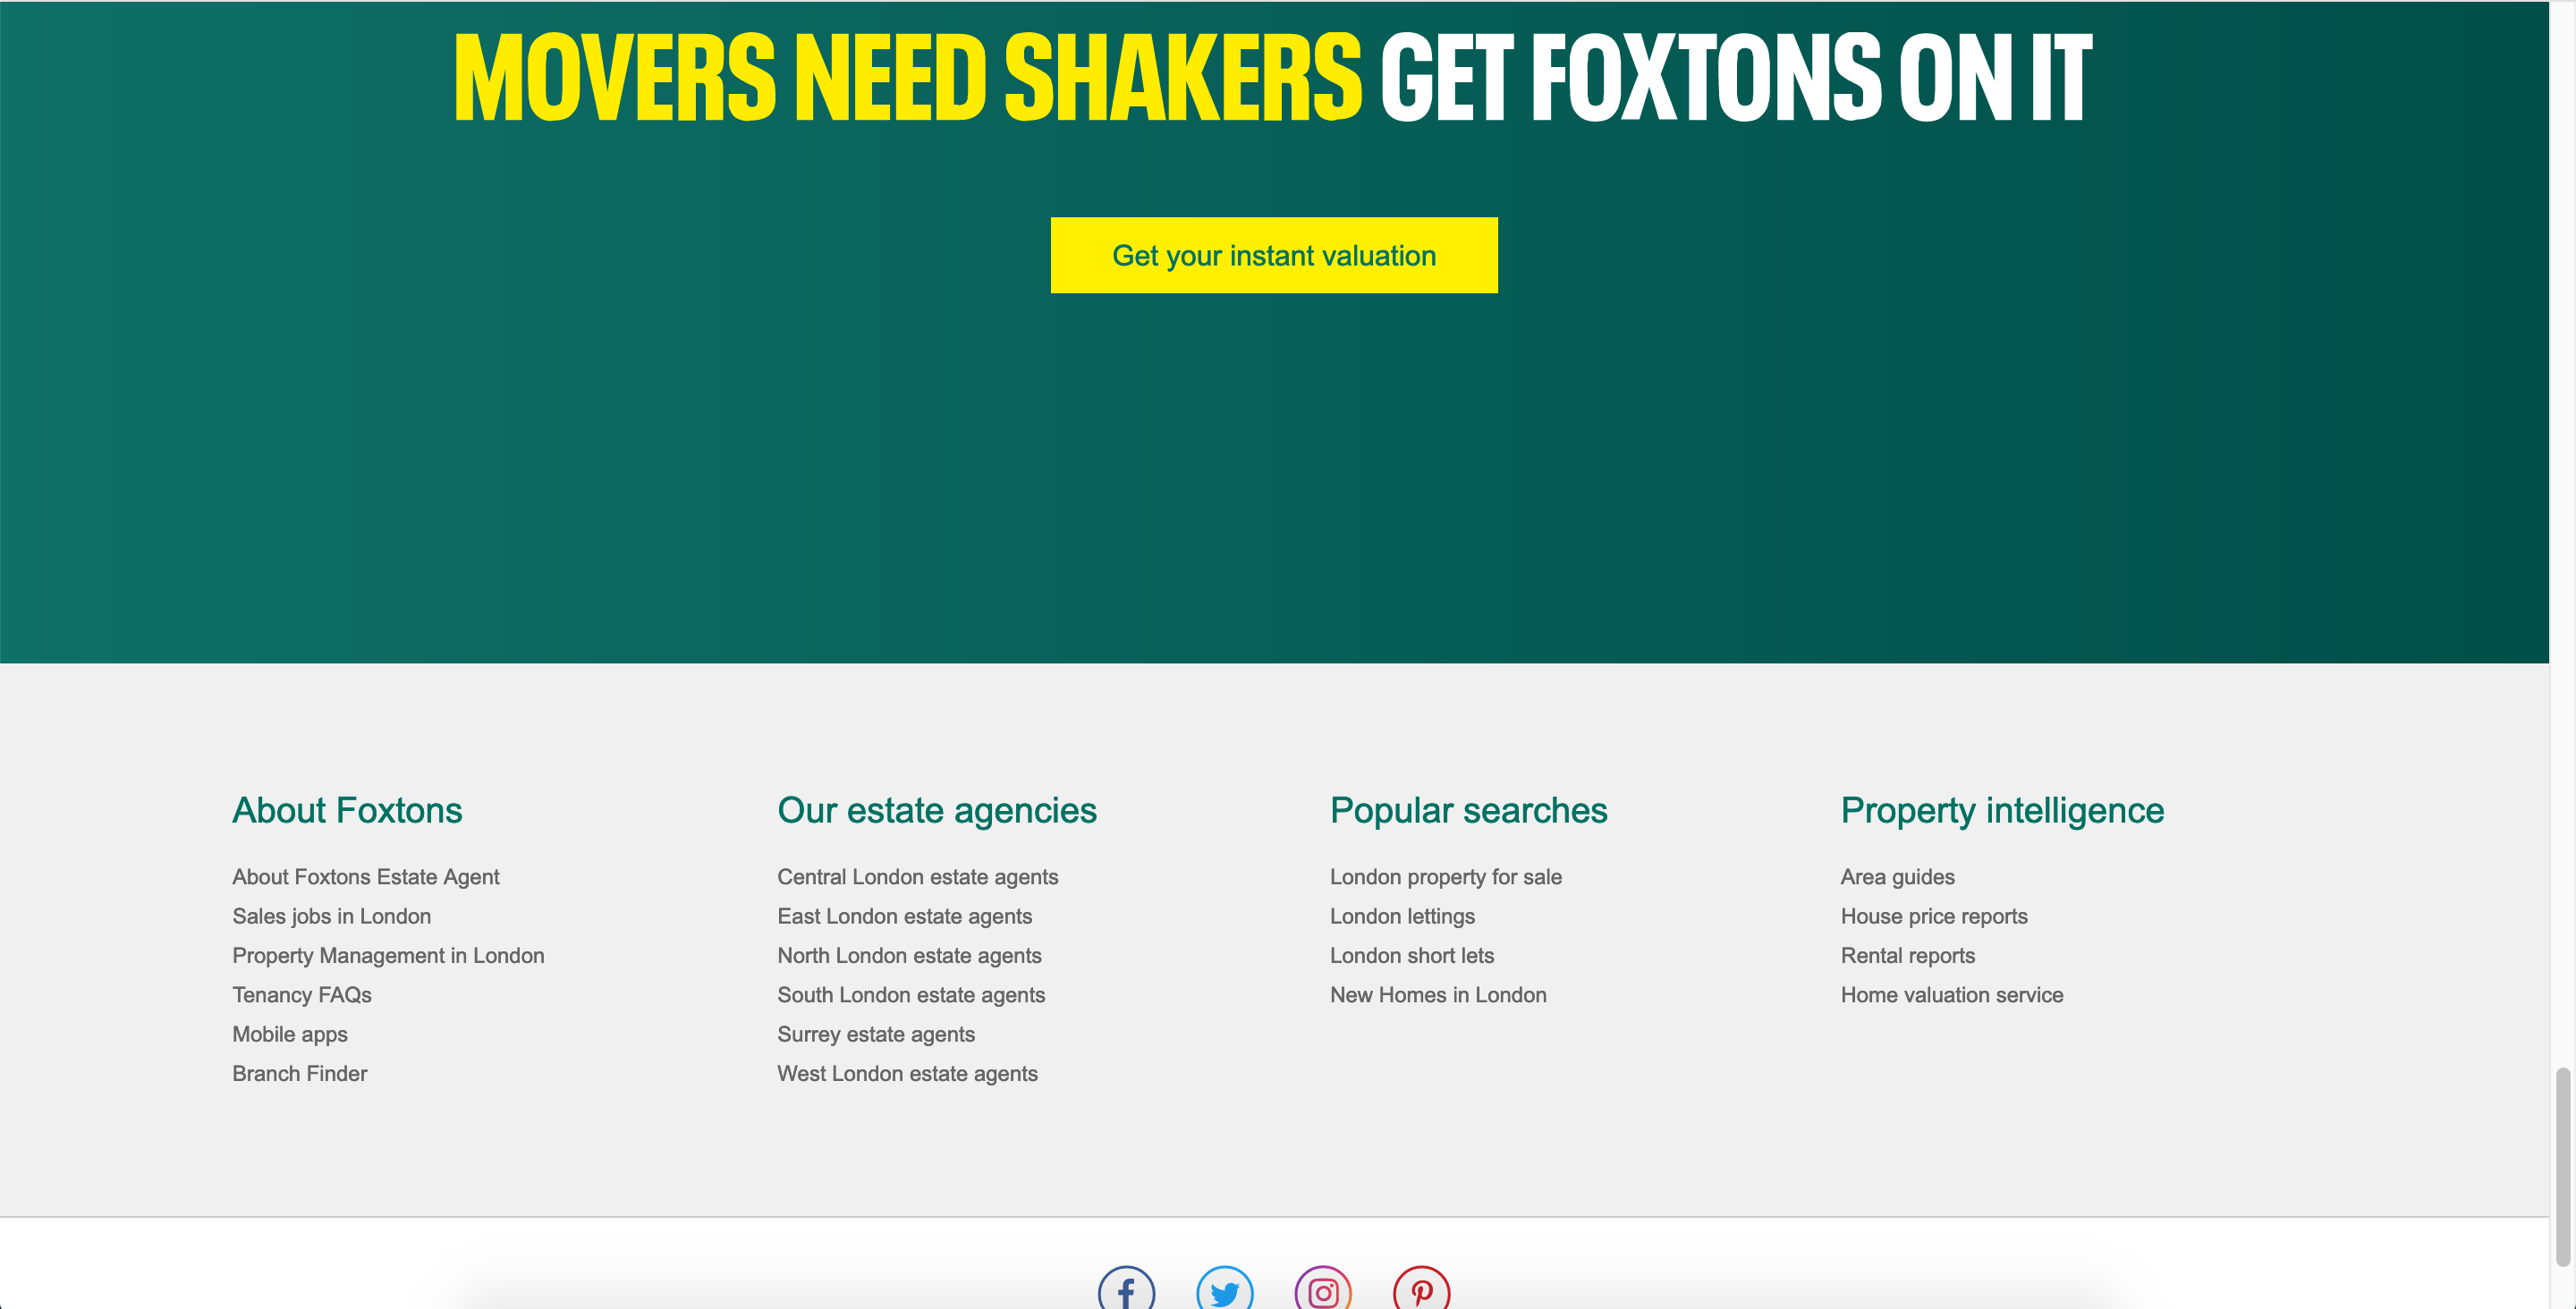 MOVERS NEED SHAKERS GET FOXTONS ON IT
Get your instant valuation
About Foxtons
About Foxtons Estate Agent
Sales jobs in London
Property Management in London
Tenancy FAQs
Mobile apps
Branch Finder
Our estate agencies
Central London estate agents
East London estate agents
North London estate agents
South London estate agents
Surrey estate agents
West London estate agents
Popular searches
London property for sale
London lettings
London short lets
New Homes in London
Property intelligence
Area guides
House price reports
Rental reports
Home valuation service